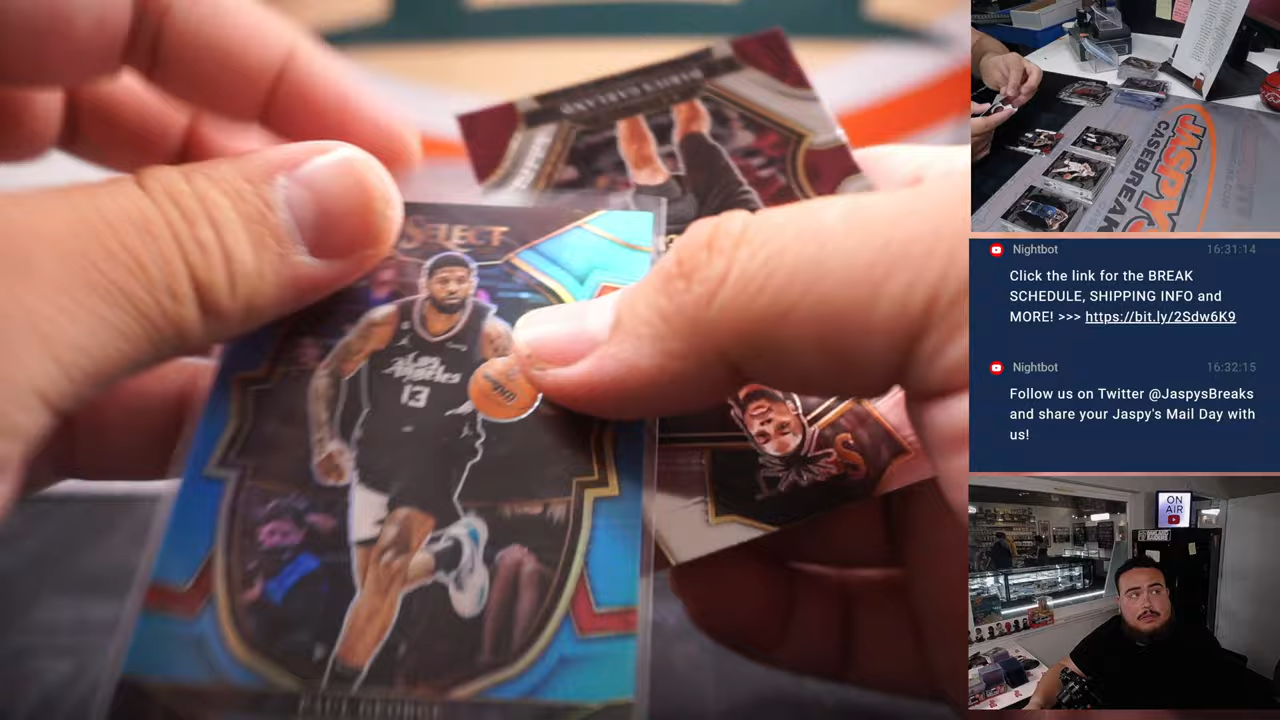 DARIUS GARLAND
SELECT
Los
Angeles
13
JASPY'S
CASEBREAKS
Nightbot
16:31:14
Click the link for the BREAK
SCHEDULE, SHIPPING INFO and
MORE! >>> https://bit.ly/2Sdw6K9
Nightbot
16:32:15
Follow us on Twitter @JaspysBreaks
and share your Jaspy's Mail Day with
us!
ON
AIR